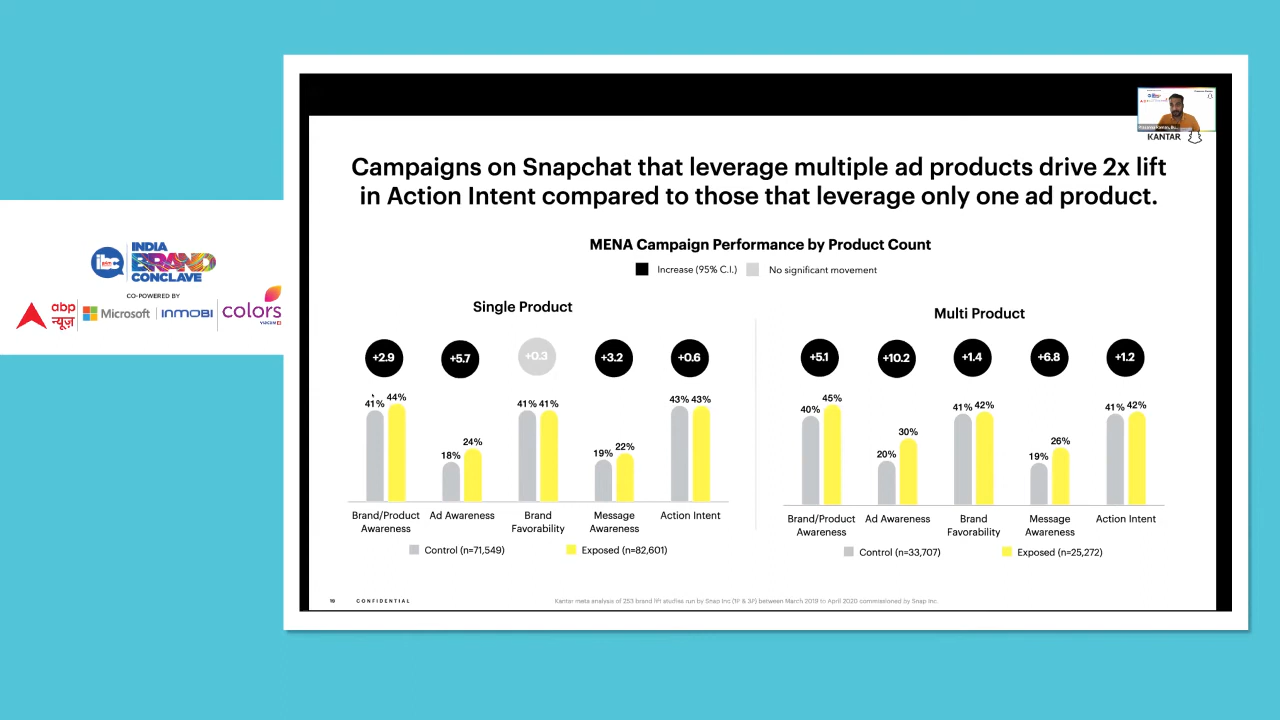 KANTAR
Campaigns on Snapchat that leverage multiple ad products drive 2x lift
in Action Intent compared to those that leverage only one ad product.
MENA Campaign Performance by Product Count
Increase (95% C.I.) No significant movement
Single Product
+2.9 +5.7 +0.3 +3.2 +0.6
41% 44% 18% 24% 41% 41% 19% 22% 43% 43%
Brand/Product Awareness
Ad Awareness
Brand Favorability
Message Awareness
Action Intent
Control (n=71,549) Exposed (n=82,601)
Multi Product
+5.1 +10.2 +1.4 +6.8 +1.2
40% 45% 20% 30% 41% 42% 19% 26% 41% 42%
Brand/Product Awareness
Ad Awareness
Brand Favorability
Message Awareness
Action Intent
Control (n=33,707) Exposed (n=25,272)
CONFIDENTIAL
Kantar meta analysis of 253 brand lift studies run by Snap Inc (1P & 3P) between March 2019 to April 2020 commissioned by Snap Inc.
ibc
INDIA
BRAND
CONCLAVE
CO-POWERED BY
abp
न्यूज़
Microsoft
INMOBI
colors
VIACOM18